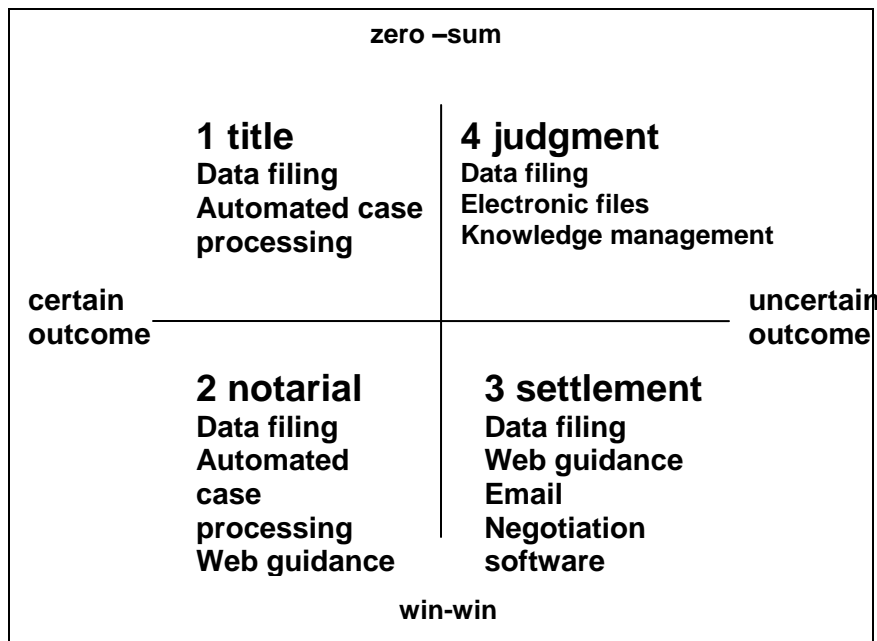 zero –sum
1 title
Data filing
Automated case
processing
4 judgment
Data filing
Electronic files
Knowledge management
certain
outcome
uncertain
outcome
2 notarial
Data filing
Automated
case
processing
Web guidance
3 settlement
Data filing
Web guidance
Email
Negotiation
software
win-win